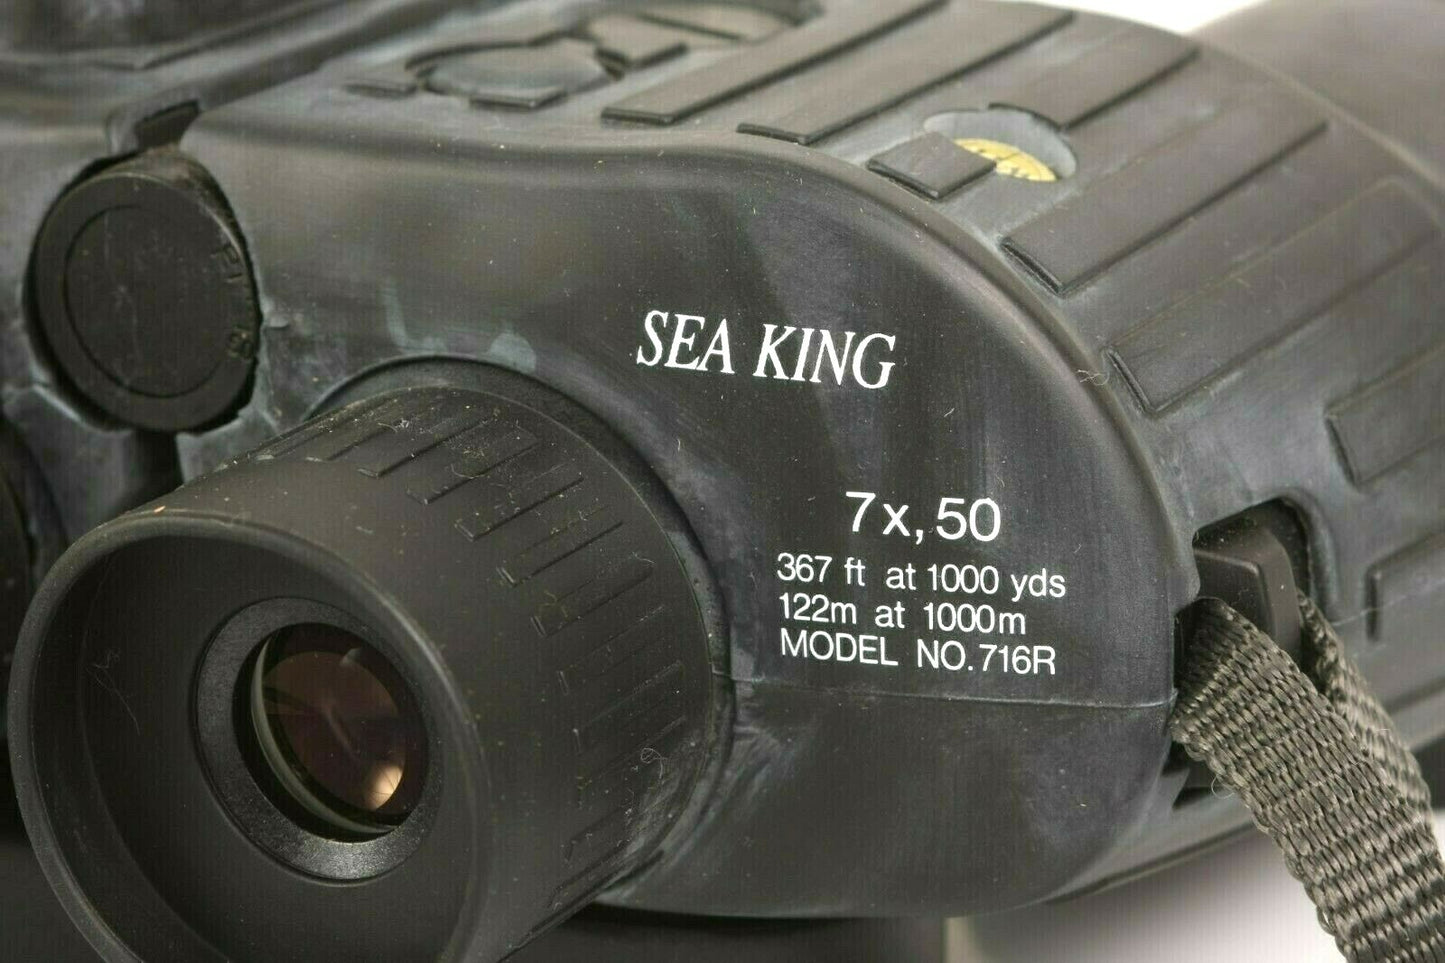 SEA KING
7x,50
367 ft at 1000 yds
122m at 1000m
MODEL NO.716R